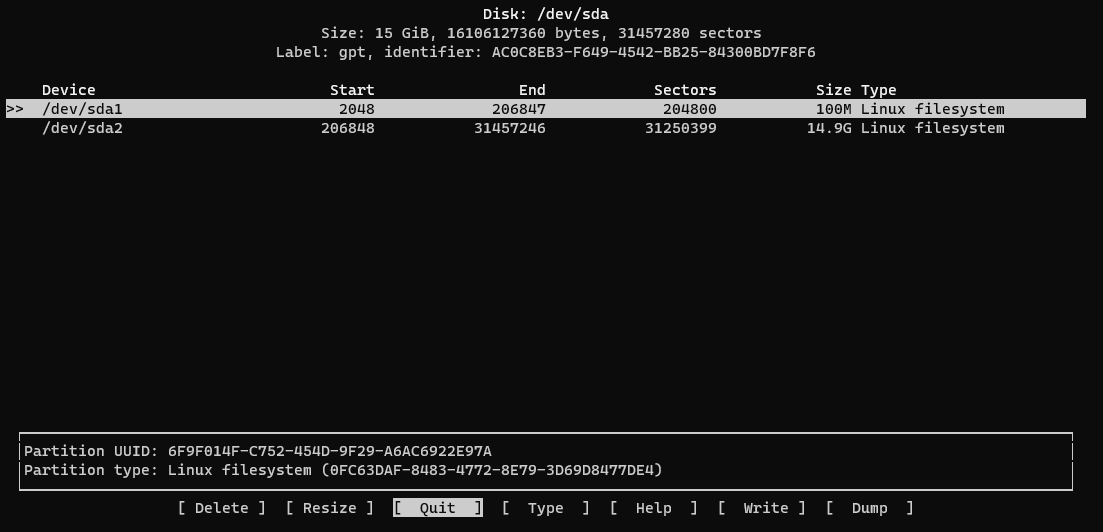 Disk: /dev/sda
Size: 15 GiB, 16106127360 bytes, 31457280 sectors
Label: gpt, identifier: AC0C8EB3-F649-4542-BB25-84300BD7F8F6
Device Start End Sectors Size Type
>> /dev/sda1 2048 206847 204800 100M Linux filesystem
/dev/sda2 206848 31457246 31250399 14.9G Linux filesystem
Partition UUID: 6F9F014F-C752-454D-9F29-A6AC6922E97A
Partition type: Linux filesystem (0FC63DAF-8483-4772-8E79-3D69D8477DE4)
[ Delete ] [ Resize ] [ Quit ] [ Type ] [ Help ] [ Write ] [ Dump ]